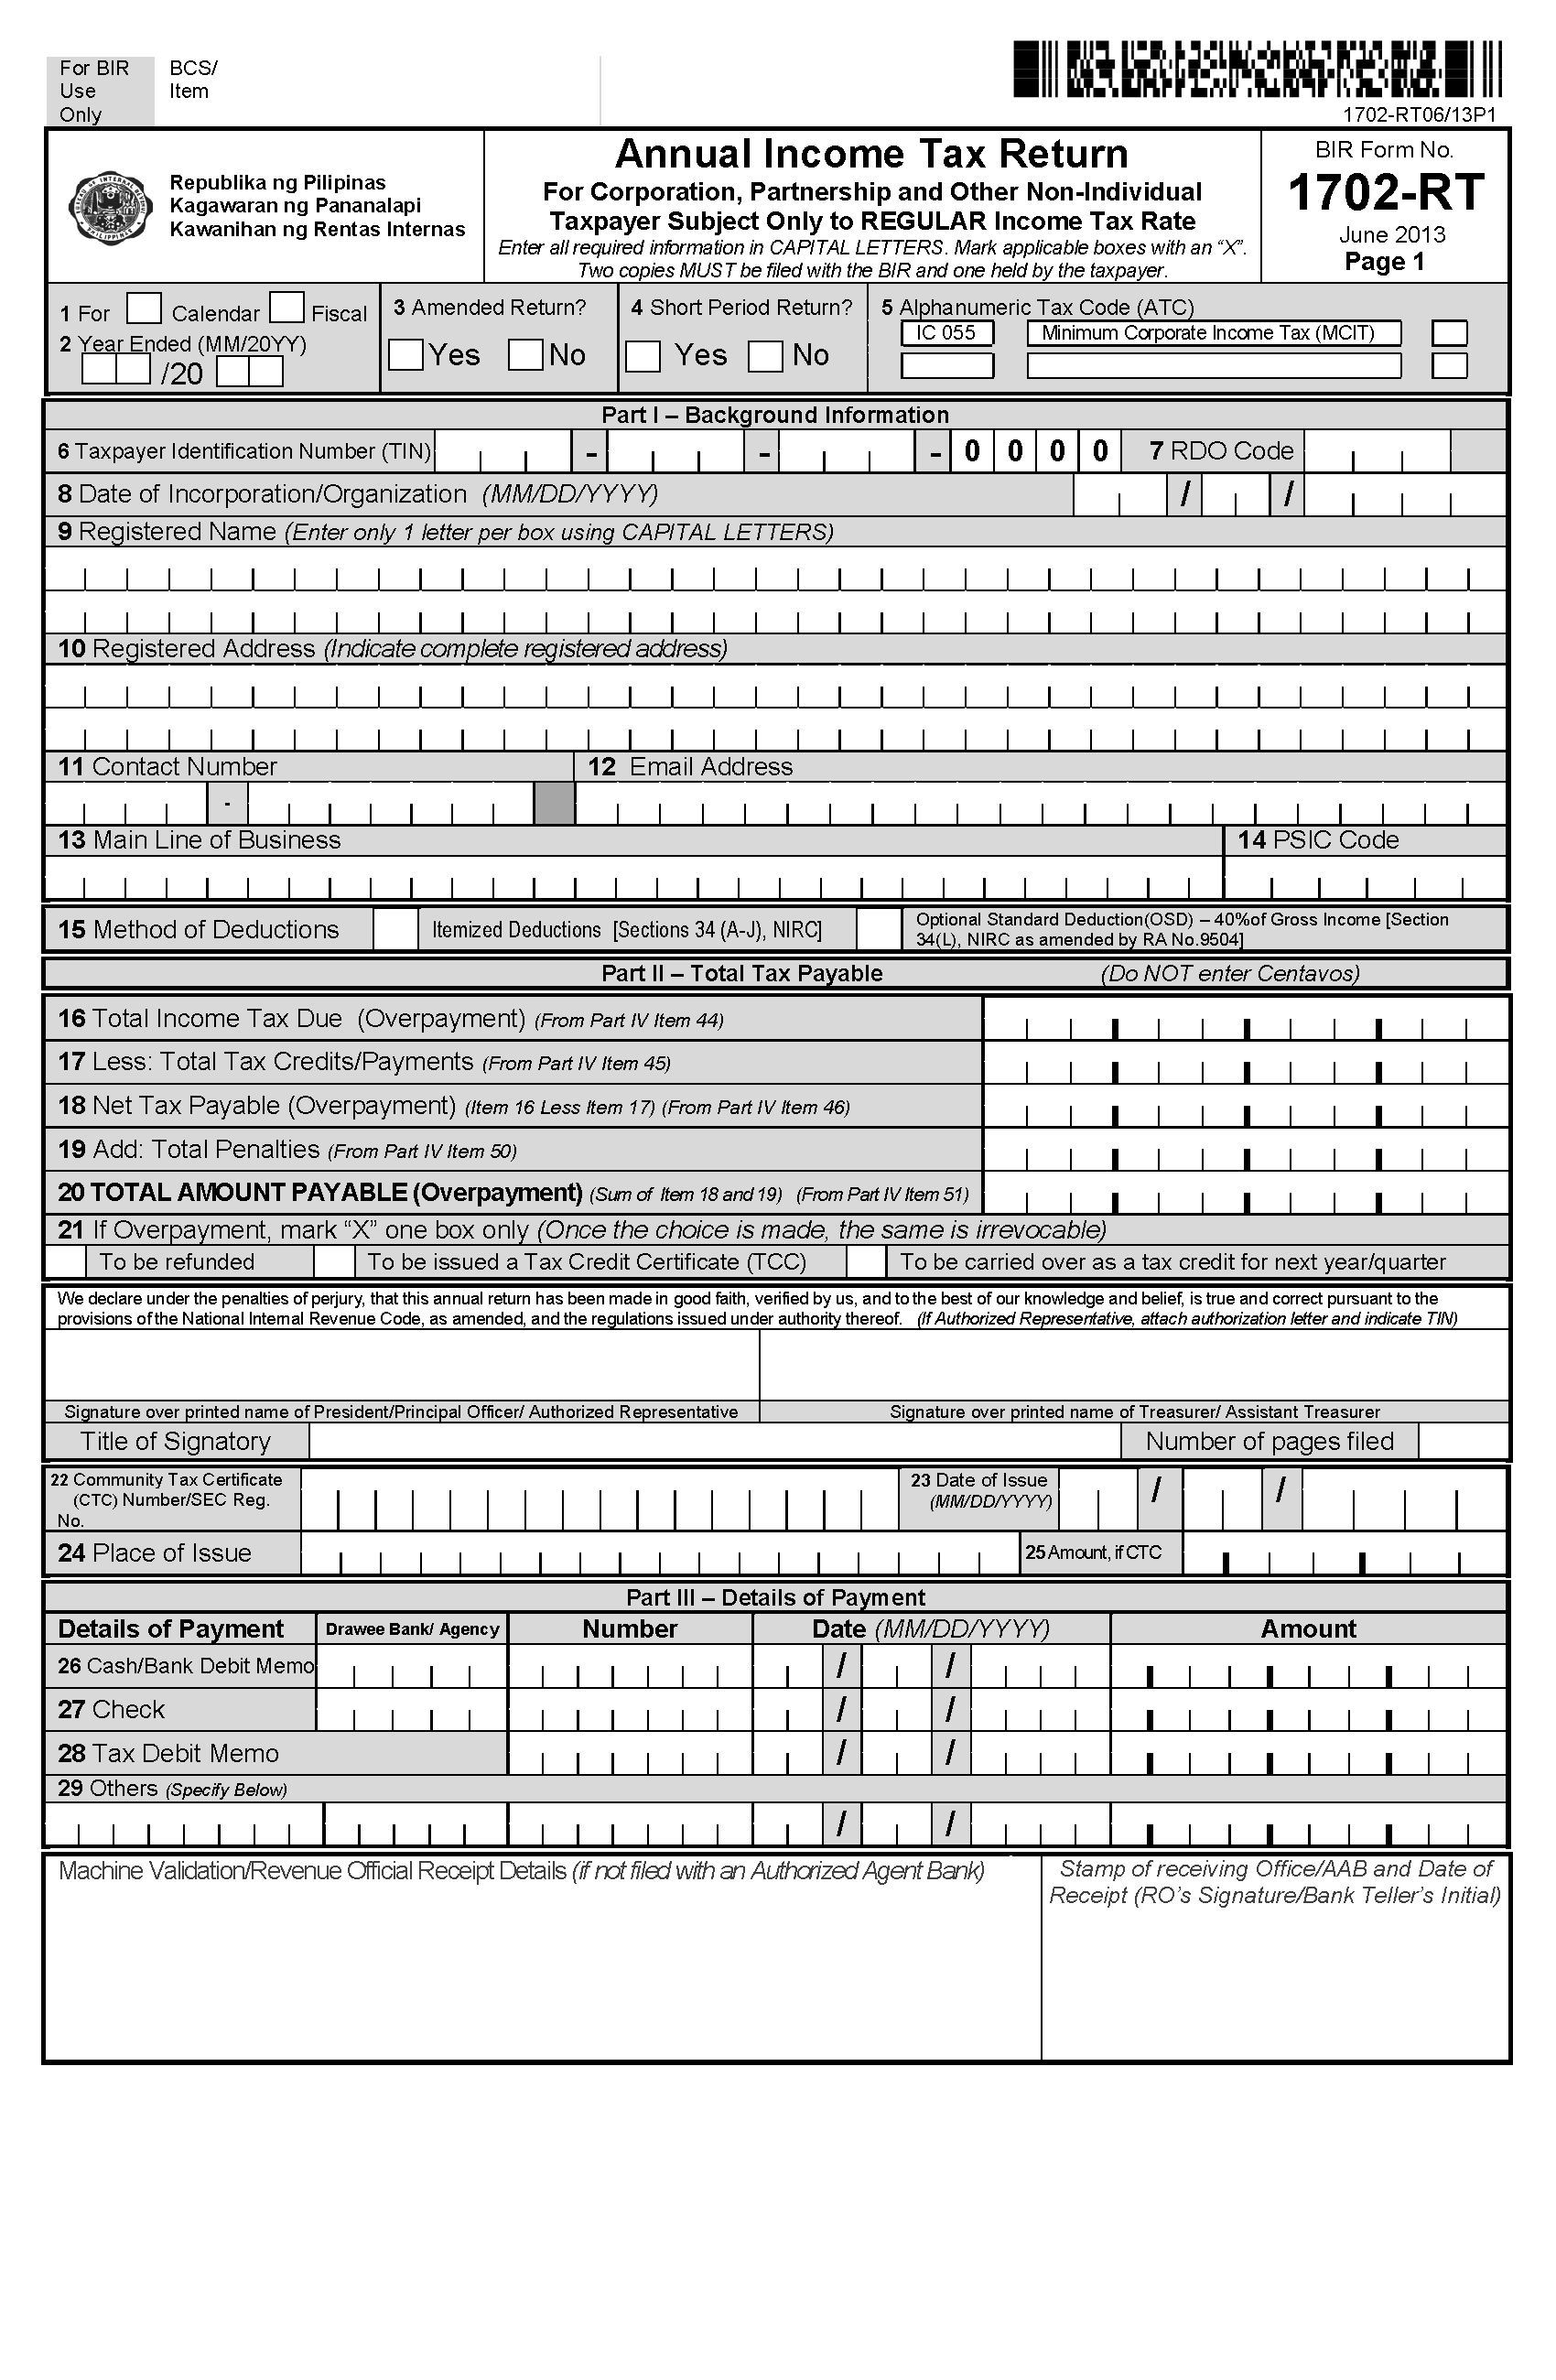 For BIR
Use
Only
BCS/
Item
1702-RT06/13P1
Republika ng Pilipinas
Kagawaran ng Pananalapi
Kawanihan ng Rentas Internas
Annual Income Tax Return
For Corporation, Partnership and Other Non-Individual
Taxpayer Subject Only to REGULAR Income Tax Rate
Enter all required information in CAPITAL LETTERS. Mark applicable boxes with an “X”.
Two copies MUST be filed with the BIR and one held by the taxpayer.
BIR Form No.
1702-RT
June 2013
Page 1
1 For Calendar Fiscal
2 Year Ended (MM/20YY)
/20
3 Amended Return?
Yes No
4 Short Period Return?
Yes No
5 Alphanumeric Tax Code (ATC)
IC 055 Minimum Corporate Income Tax (MCIT)
Part I – Background Information
6 Taxpayer Identification Number (TIN) - - - 0 0 0 0 7 RDO Code
8 Date of Incorporation/Organization (MM/DD/YYYY) / /
9 Registered Name (Enter only 1 letter per box using CAPITAL LETTERS)
10 Registered Address (Indicate complete registered address)
11 Contact Number 12 Email Address
-
13 Main Line of Business 14 PSIC Code
15 Method of Deductions Itemized Deductions [Sections 34 (A-J), NIRC]
Optional Standard Deduction(OSD) – 40%of Gross Income [Section
34(L), NIRC as amended by RA No.9504]
Part II – Total Tax Payable (Do NOT enter Centavos)
16 Total Income Tax Due (Overpayment) (From Part IV Item 44)
17 Less: Total Tax Credits/Payments (From Part IV Item 45)
18 Net Tax Payable (Overpayment) (Item 16 Less Item 17) (From Part IV Item 46)
19 Add: Total Penalties (From Part IV Item 50)
20 TOTAL AMOUNT PAYABLE (Overpayment) (Sum of Item 18 and 19) (From Part IV Item 51)
21 If Overpayment, mark “X” one box only (Once the choice is made, the same is irrevocable)
To be refunded To be issued a Tax Credit Certificate (TCC) To be carried over as a tax credit for next year/quarter
We declare under the penalties of perjury, that this annual return has been made in good faith, verified by us, and to the best of our knowledge and belief, is true and correct pursuant to the
provisions of the National Internal Revenue Code, as amended, and the regulations issued under authority thereof. (If Authorized Representative, attach authorization letter and indicate TIN)
Signature over printed name of President/Principal Officer/ Authorized Representative Signature over printed name of Treasurer/ Assistant Treasurer
Title of Signatory Number of pages filed
22 Community Tax Certificate
(CTC) Number/SEC Reg.
No.
23 Date of Issue
(MM/DD/YYYY)
/ /
24 Place of Issue 25 Amount, if CTC
Part III – Details of Payment
Details of Payment Drawee Bank/ Agency Number Date (MM/DD/YYYY) Amount
26 Cash/Bank Debit Memo / /
27 Check / /
28 Tax Debit Memo / /
29 Others (Specify Below)
/ /
Machine Validation/Revenue Official Receipt Details (if not filed with an Authorized Agent Bank)
Stamp of receiving Office/AAB and Date of
Receipt (RO’s Signature/Bank Teller’s Initial)